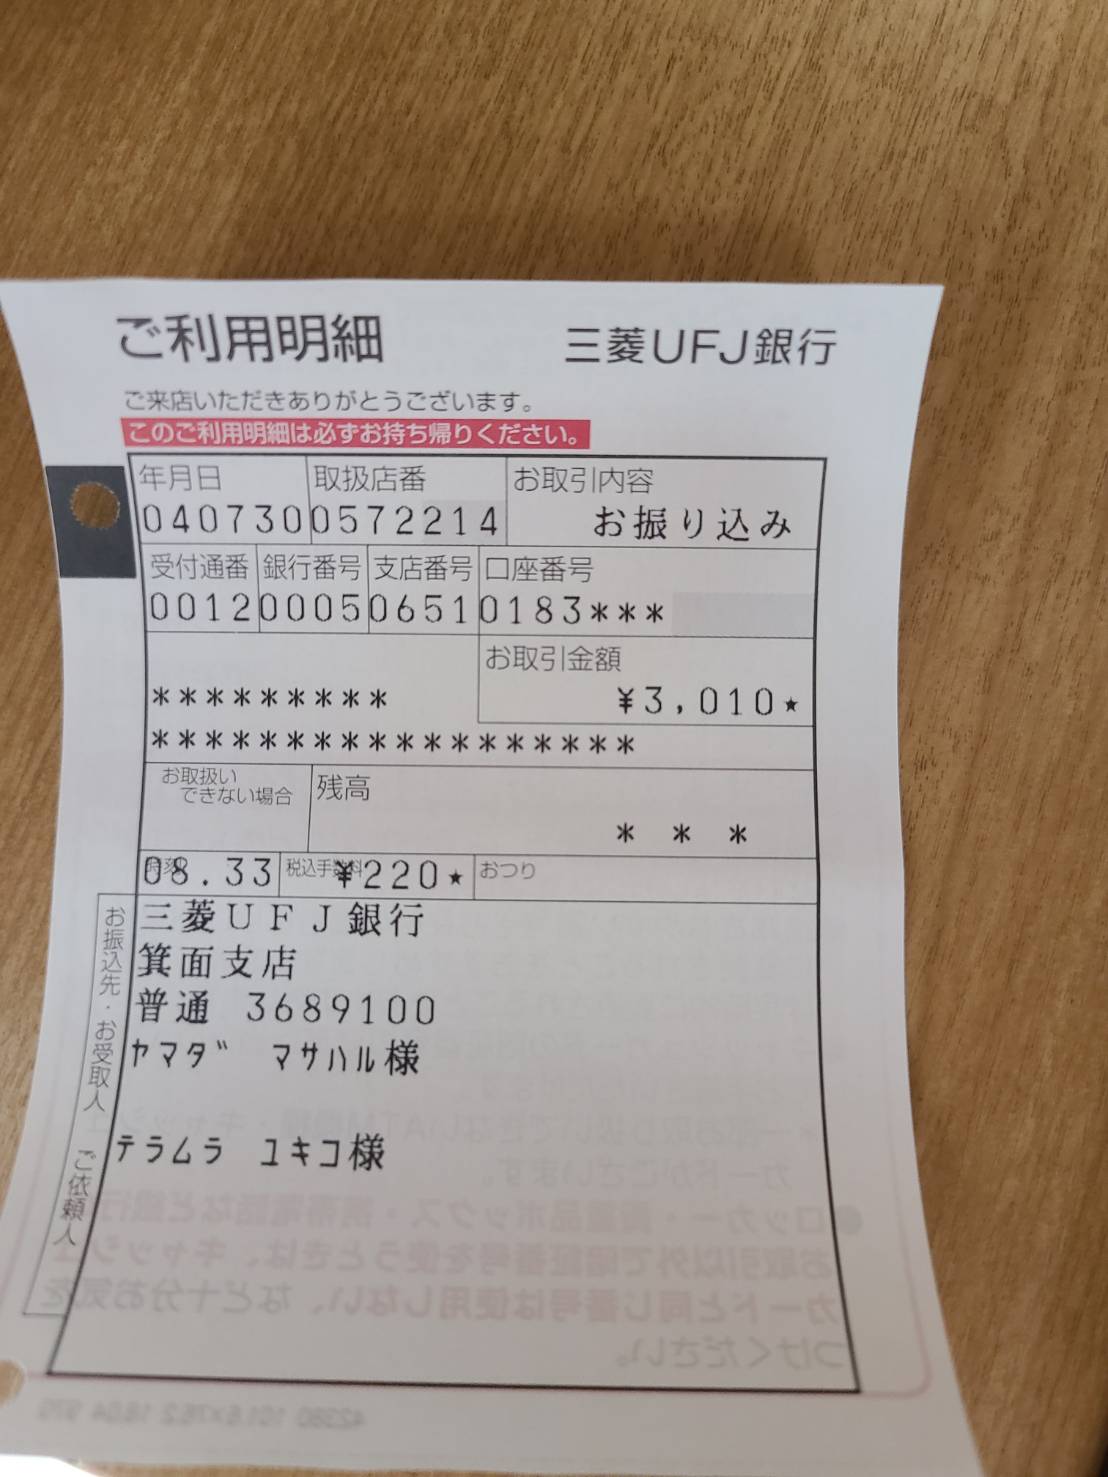 ご利用明細 三菱UFJ銀行
ご来店いただきありがとうございます。
このご利用明細は必ずお持ち帰りください。
年月日 取扱店番 お取引内容
040730 0572214 お振り込み
受付通番 銀行番号 支店番号 口座番号
0012 0005 0651 0183***
お取引金額
********* ¥3,010★
******************
お取扱いできない場合 残高
* * *
時刻 税込手数料 おつり
08.33 ¥220★
お振込先・お受取人 ご依頼人
三菱UFJ銀行
箕面支店
普通 3689100
ヤマダ マサハル様
テラムラ ユキコ様